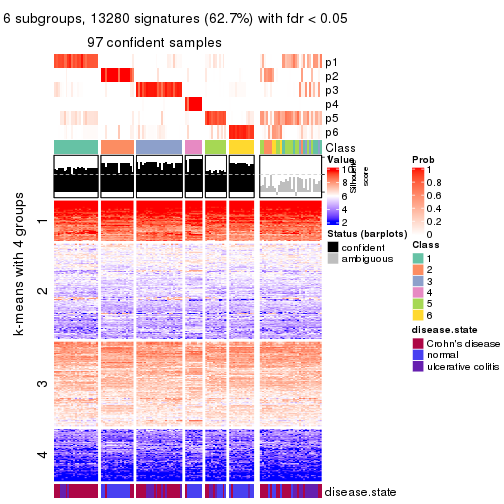 6 subgroups, 13280 signatures (62.7%) with fdr < 0.05
97 confident samples
p1
p2
p3
p4
p5
p6
Class
Silhouette score
k-means with 4 groups
1
2
3
4
disease.state
Value
10
8
6
4
2
Status (barplots)
confident
ambiguous
Prob
1
0.8
0.6
0.4
0.2
0
Class
1
2
3
4
5
6
disease.state
Crohn's disease
normal
ulcerative colitis